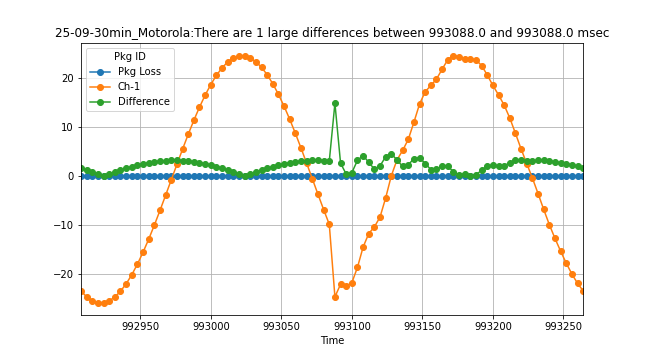 25-09-30min_Motorola:There are 1 large differences between 993088.0 and 993088.0 msec
Pkg ID
Pkg Loss
Ch-1
Difference
20
10
0
−10
−20
992950 993000 993050 993100 993150 993200 993250
Time